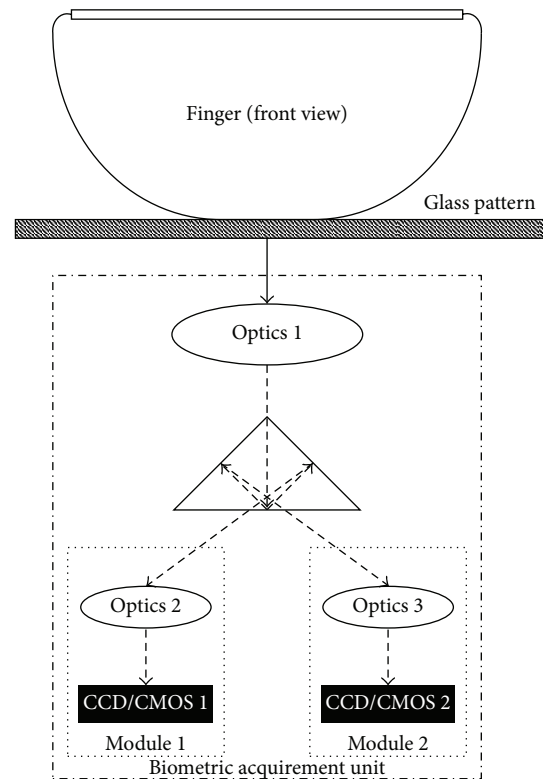 Finger (front view)
Glass pattern
Optics 1
Optics 2
Optics 3
CCD/CMOS 1
CCD/CMOS 2
Module 1
Module 2
Biometric acquirement unit